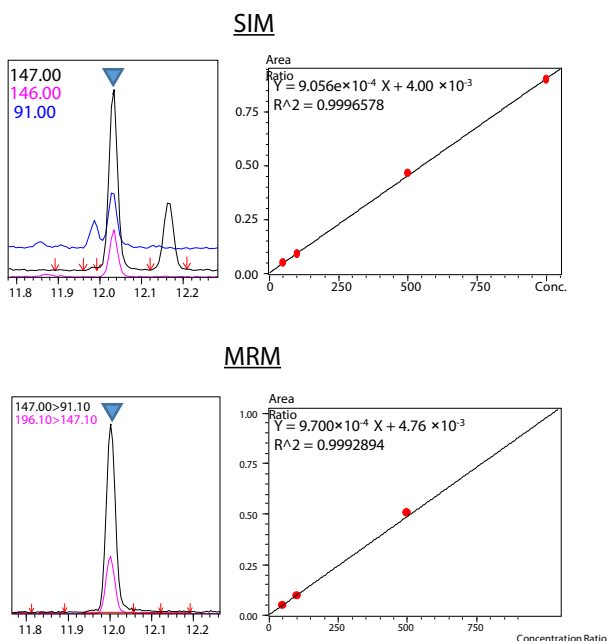 SIM
147.00
146.00
91.00
11.8 11.9 12.0 12.1 12.2
Area
Ratio
Y = 9.056e×10⁻⁴ X + 4.00 ×10⁻³
R^2 = 0.9996578
0.75
0.50
0.25
0.00
0 250 500 750 Conc.
MRM
147.00>91.10
196.10>147.10
11.8 11.9 12.0 12.1 12.2
Area
Ratio
1.00
Y = 9.700×10⁻⁴ X + 4.76 ×10⁻³
R^2 = 0.9992894
0.75
0.50
0.25
0.00
0 250 500 750
Concentration Ratio